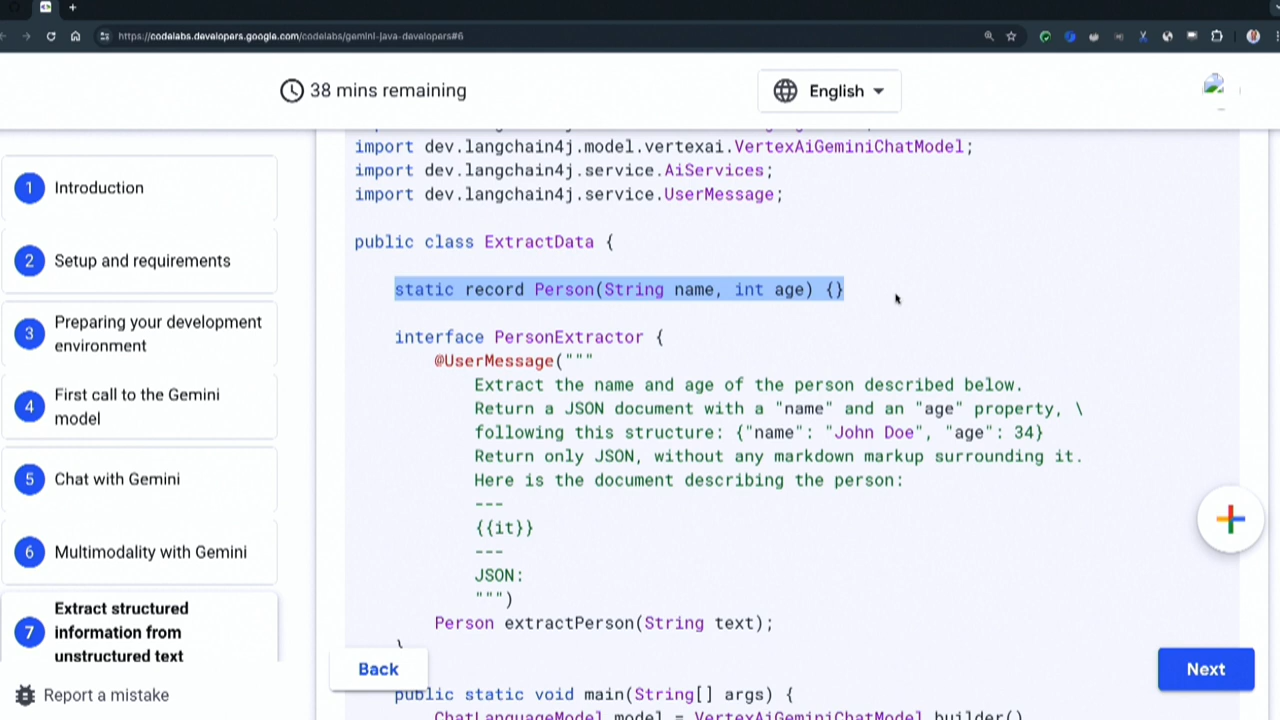 https://codelabs.developers.google.com/codelabs/gemini-java-developers#6
38 mins remaining
English
1 Introduction
2 Setup and requirements
3 Preparing your development
environment
4 First call to the Gemini
model
5 Chat with Gemini
6 Multimodality with Gemini
7 Extract structured
information from
unstructured text
Report a mistake
import dev.langchain4j.model.vertexai.VertexAiGeminiChatModel;
import dev.langchain4j.service.AiServices;
import dev.langchain4j.service.UserMessage;
public class ExtractData {
static record Person(String name, int age) {}
interface PersonExtractor {
@UserMessage("""
Extract the name and age of the person described below.
Return a JSON document with a "name" and an "age" property, \
following this structure: {"name": "John Doe", "age": 34}
Return only JSON, without any markdown markup surrounding it.
Here is the document describing the person:
---
{{it}}
---
JSON:
""")
Person extractPerson(String text);
}
Back
Next
public static void main(String[] args) {
ChatLanguageModel model = VertexAiGeminiChatModel.builder()